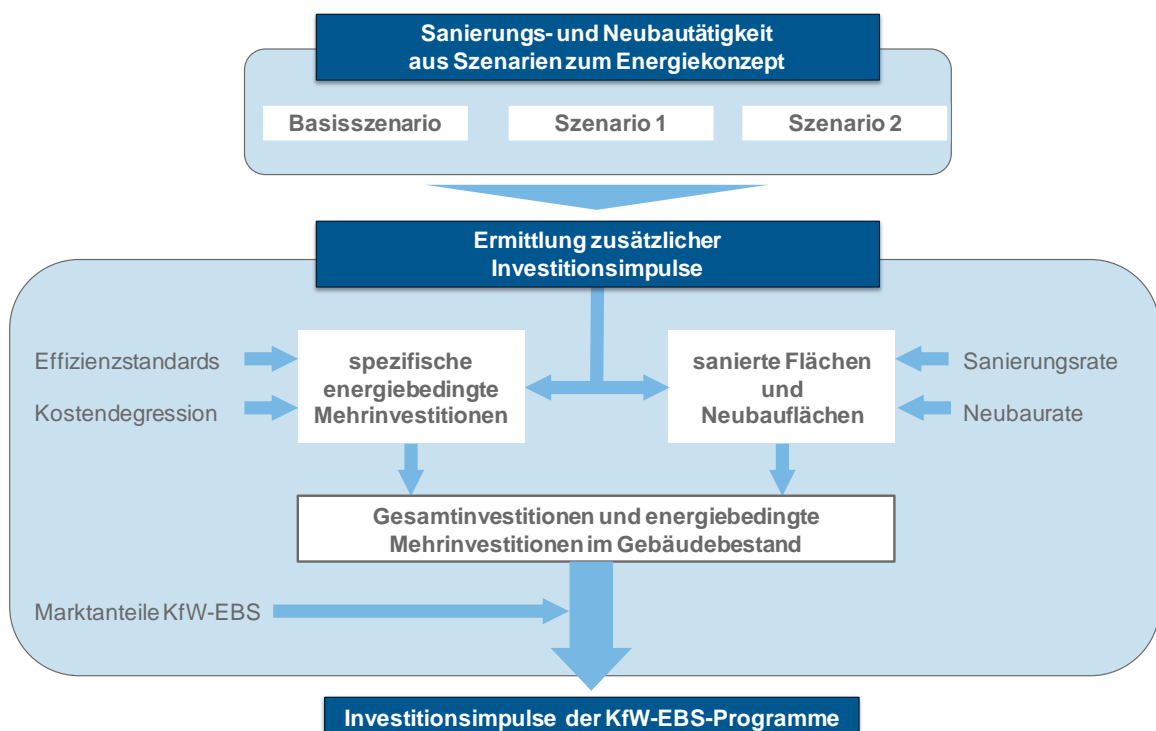 Sanierungs- und Neubautätigkeit
aus Szenarien zum Energiekonzept
Basisszenario
Szenario 1
Szenario 2
Ermittlung zusätzlicher
Investitionsimpulse
Effizienzstandards
Kostendegression
spezifische
energiebedingte
Mehrinvestitionen
sanierte Flächen
und
Neubauflächen
Sanierungsrate
Neubaurate
Gesamtinvestitionen und energiebedingte
Mehrinvestitionen im Gebäudebestand
Marktanteile KfW-EBS
Investitionsimpulse der KfW-EBS-Programme